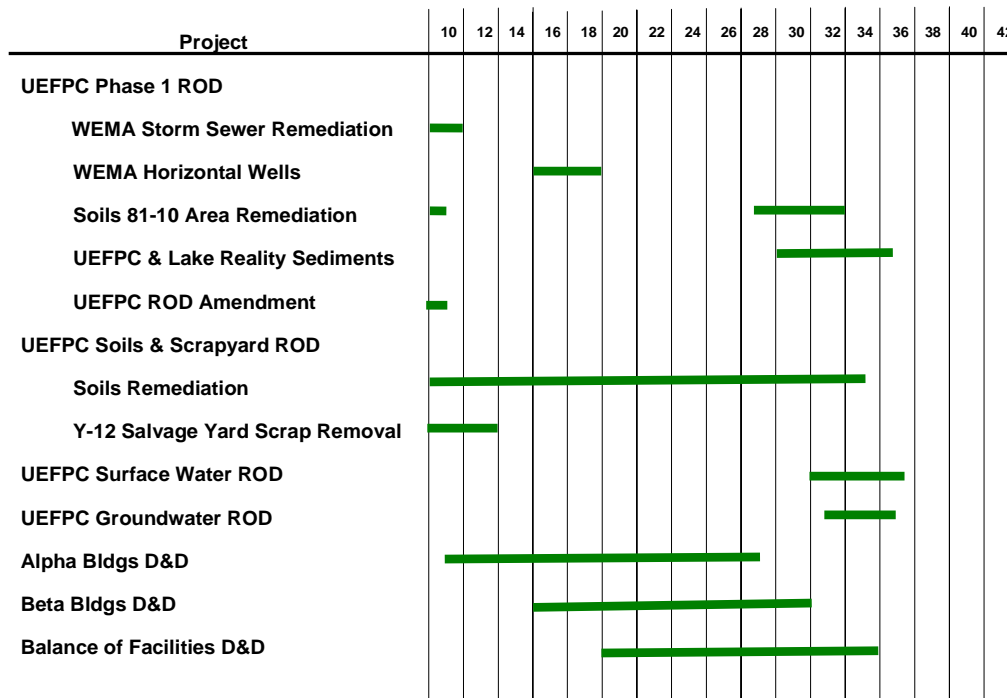 Project 10 12 14 16 18 20 22 24 26 28 30 32 34 36 38 40 42
UEFPC Phase 1 ROD
WEMA Storm Sewer Remediation
WEMA Horizontal Wells
Soils 81-10 Area Remediation
UEFPC & Lake Reality Sediments
UEFPC ROD Amendment
UEFPC Soils & Scrapyard ROD
Soils Remediation
Y-12 Salvage Yard Scrap Removal
UEFPC Surface Water ROD
UEFPC Groundwater ROD
Alpha Bldgs D&D
Beta Bldgs D&D
Balance of Facilities D&D